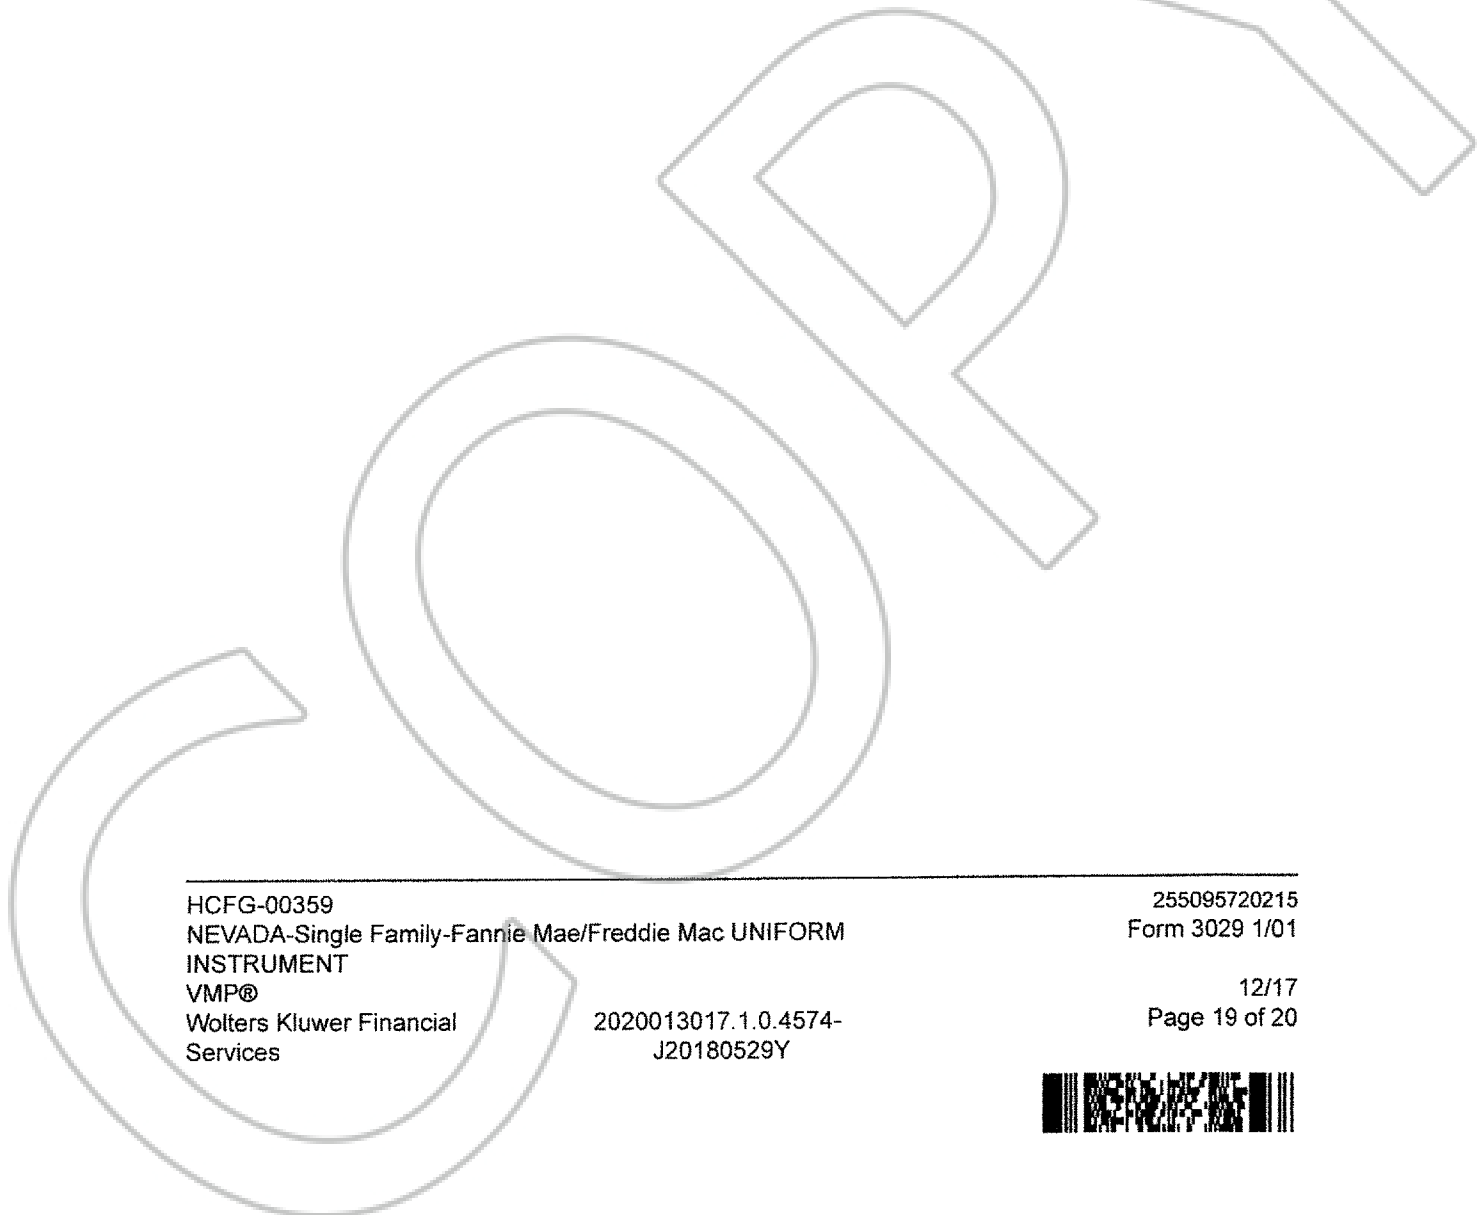 COPY
HCFG-00359
255095720215
NEVADA-Single Family-Fannie Mae/Freddie Mac UNIFORM
Form 3029 1/01
INSTRUMENT
VMP®
12/17
Wolters Kluwer Financial
2020013017.1.0.4574-
Page 19 of 20
Services
J20180529Y